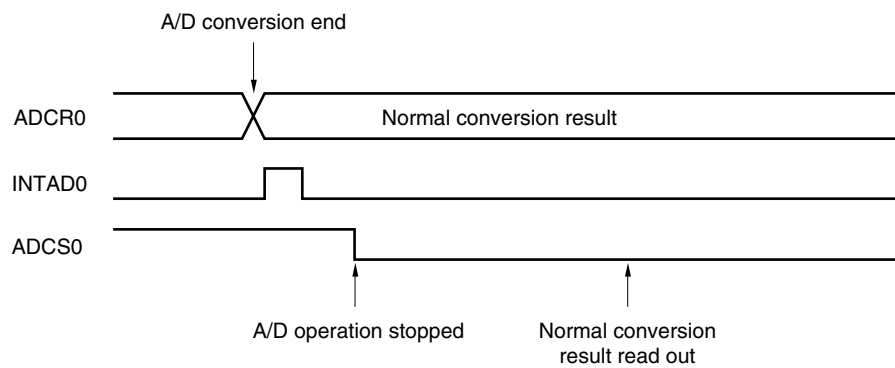 A/D conversion end
ADCR0
Normal conversion result
INTAD0
ADCS0
A/D operation stopped
Normal conversion
result read out